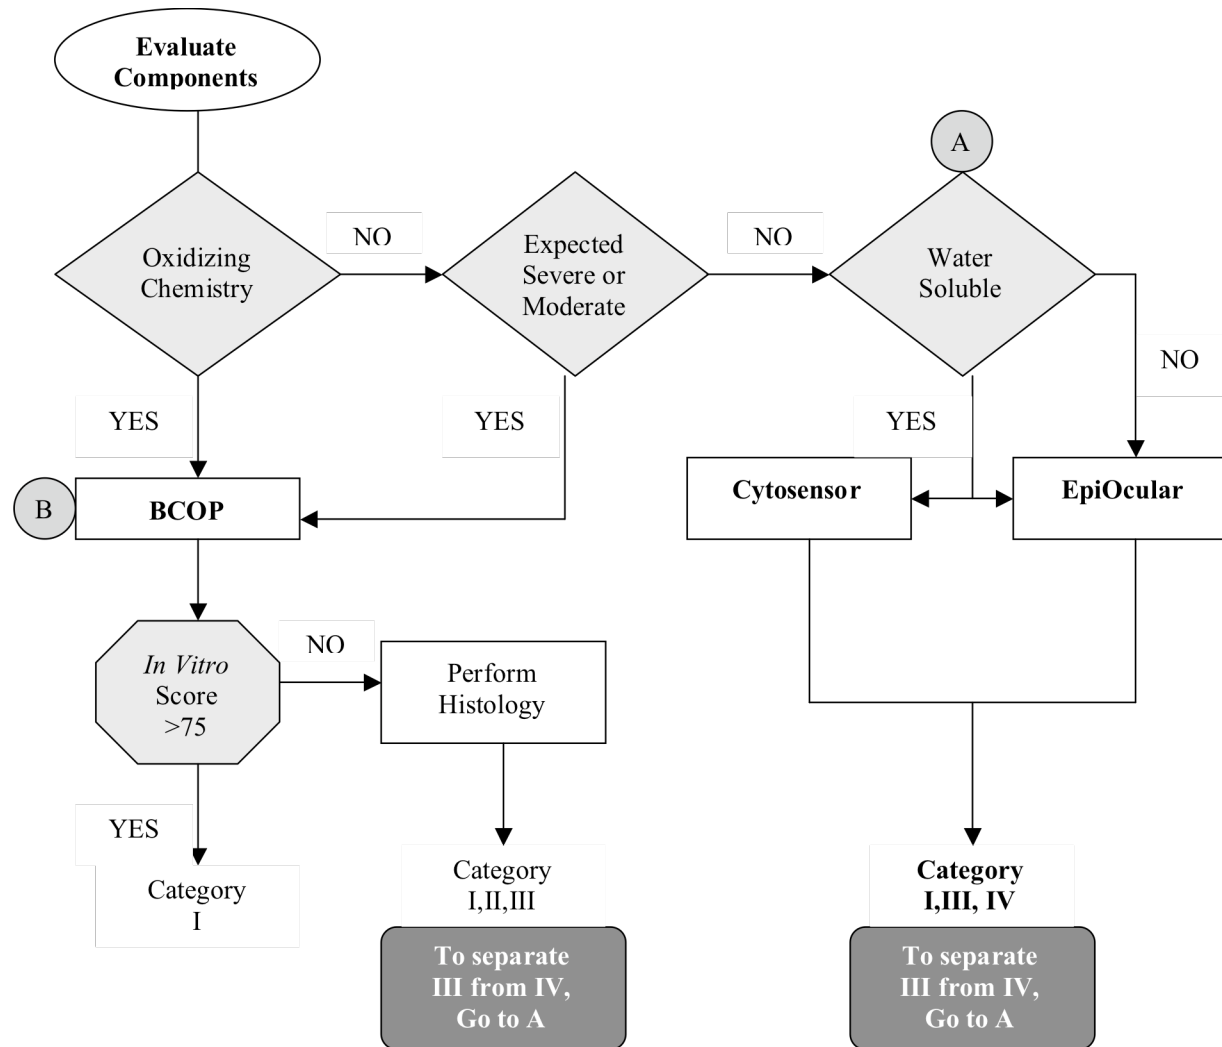 Evaluate
Components
A
Oxidizing
Chemistry
NO
Expected
Severe or
Moderate
NO
Water
Soluble
NO
YES
YES
YES
B
BCOP
Cytosensor
EpiOcular
In Vitro
Score
>75
NO
Perform
Histology
YES
Category
I
Category
I,II,III
To separate
III from IV,
Go to A
Category
I,III, IV
To separate
III from IV,
Go to A